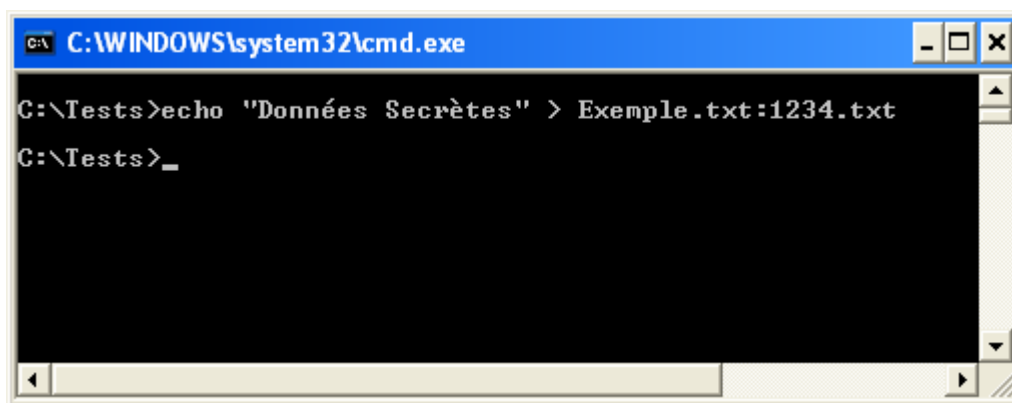 C:\WINDOWS\system32\cmd.exe
C:\Tests>echo "Données Secrètes" > Exemple.txt:1234.txt
C:\Tests>_